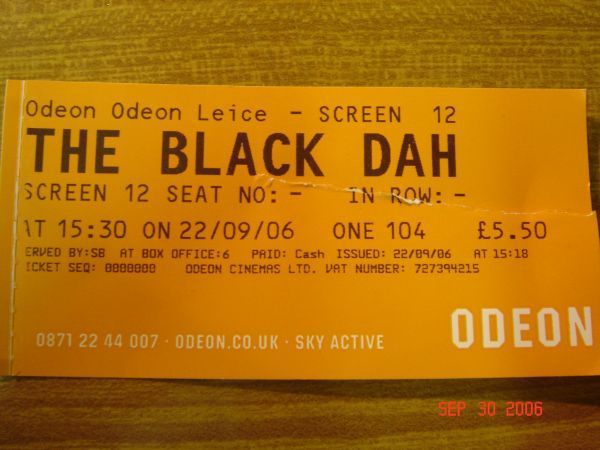 Odeon Odeon Leice - SCREEN 12
THE BLACK DAH
SCREEN 12 SEAT NO: - IN ROW: -
AT 15:30 ON 22/09/06 ONE 104 £5.50
ERVED BY:SB AT BOX OFFICE:6 PAID: Cash ISSUED: 22/09/06 AT 15:18
ICKET SEQ: 0000000 ODEON CINEMAS LTD. VAT NUMBER: 727394215
0871 22 44 007 · ODEON.CO.UK · SKY ACTIVE
ODEON
SEP 30 2006